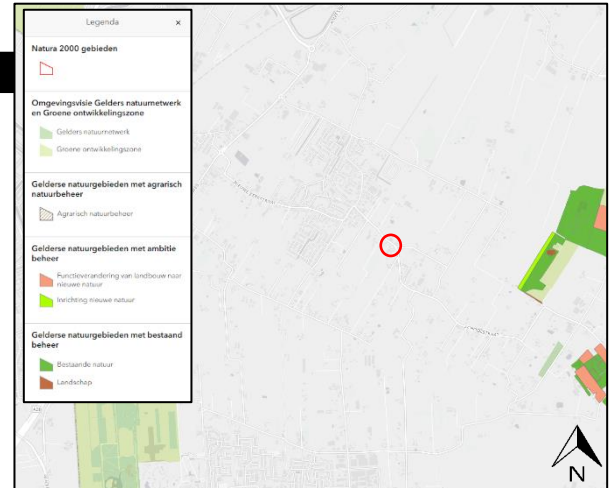 Legenda
×
Natura 2000 gebieden
Omgevingsvisie Gelders natuurnetwerk
en Groene ontwikkelingszone
Gelders natuurnetwerk
Groene ontwikkelingszone
Gelderse natuurgebieden met agrarisch
natuurbeheer
Agrarisch natuurbeheer
Gelderse natuurgebieden met ambitie
beheer
Functieverandering van landbouw naar
nieuwe natuur
Inrichting nieuwe natuur
Gelderse natuurgebieden met bestaand
beheer
Bestaande natuur
Landschap
N